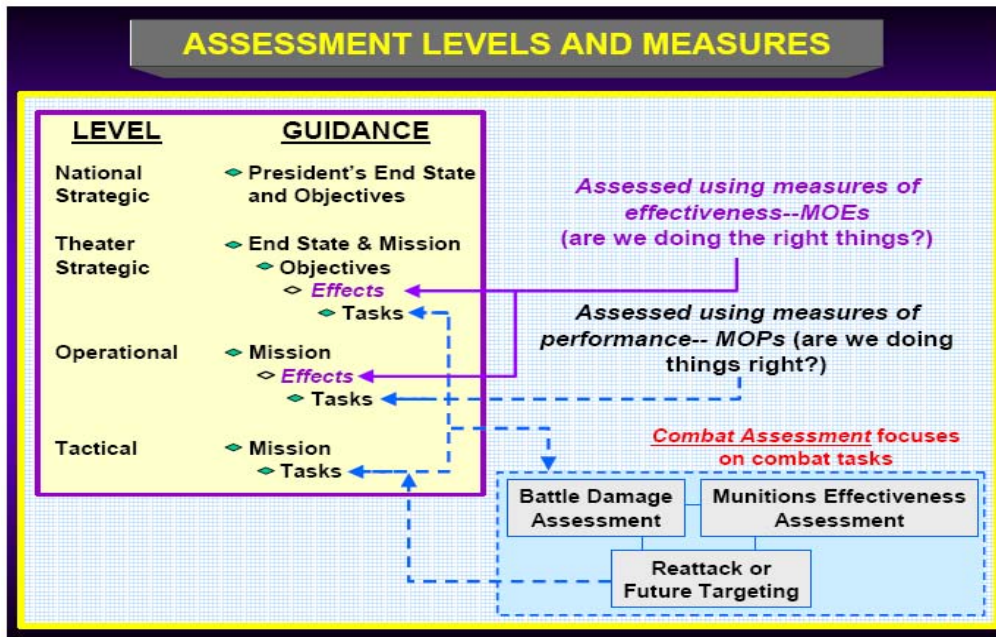 ASSESSMENT LEVELS AND MEASURES
LEVEL
GUIDANCE
National
Strategic
President's End State
and Objectives
Theater
Strategic
End State & Mission
Objectives
Effects
Tasks
Operational
Mission
Effects
Tasks
Tactical
Mission
Tasks
Assessed using measures of
effectiveness--MOEs
(are we doing the right things?)
Assessed using measures of
performance-- MOPs (are we doing
things right?)
Combat Assessment focuses
on combat tasks
Battle Damage
Assessment
Munitions Effectiveness
Assessment
Reattack or
Future Targeting